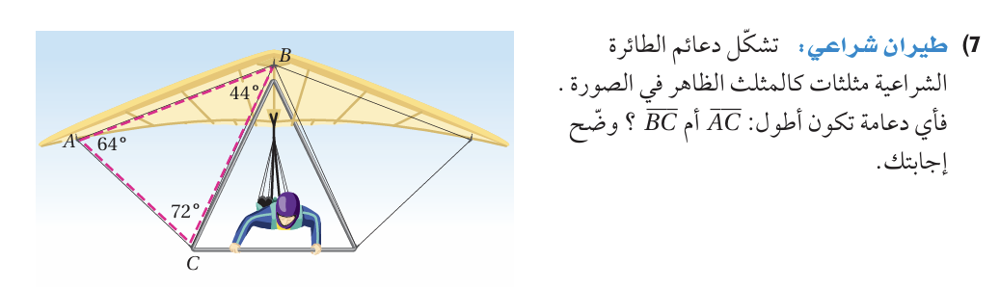 7) طيران شراعي: تشكّل دعائم الطائرة
الشراعية مثلثات كالمثلث الظاهر في الصورة .
فأي دعامة تكون أطول: AC أم BC ؟ وضّح
إجابتك.
B
44°
A 64°
72°
C